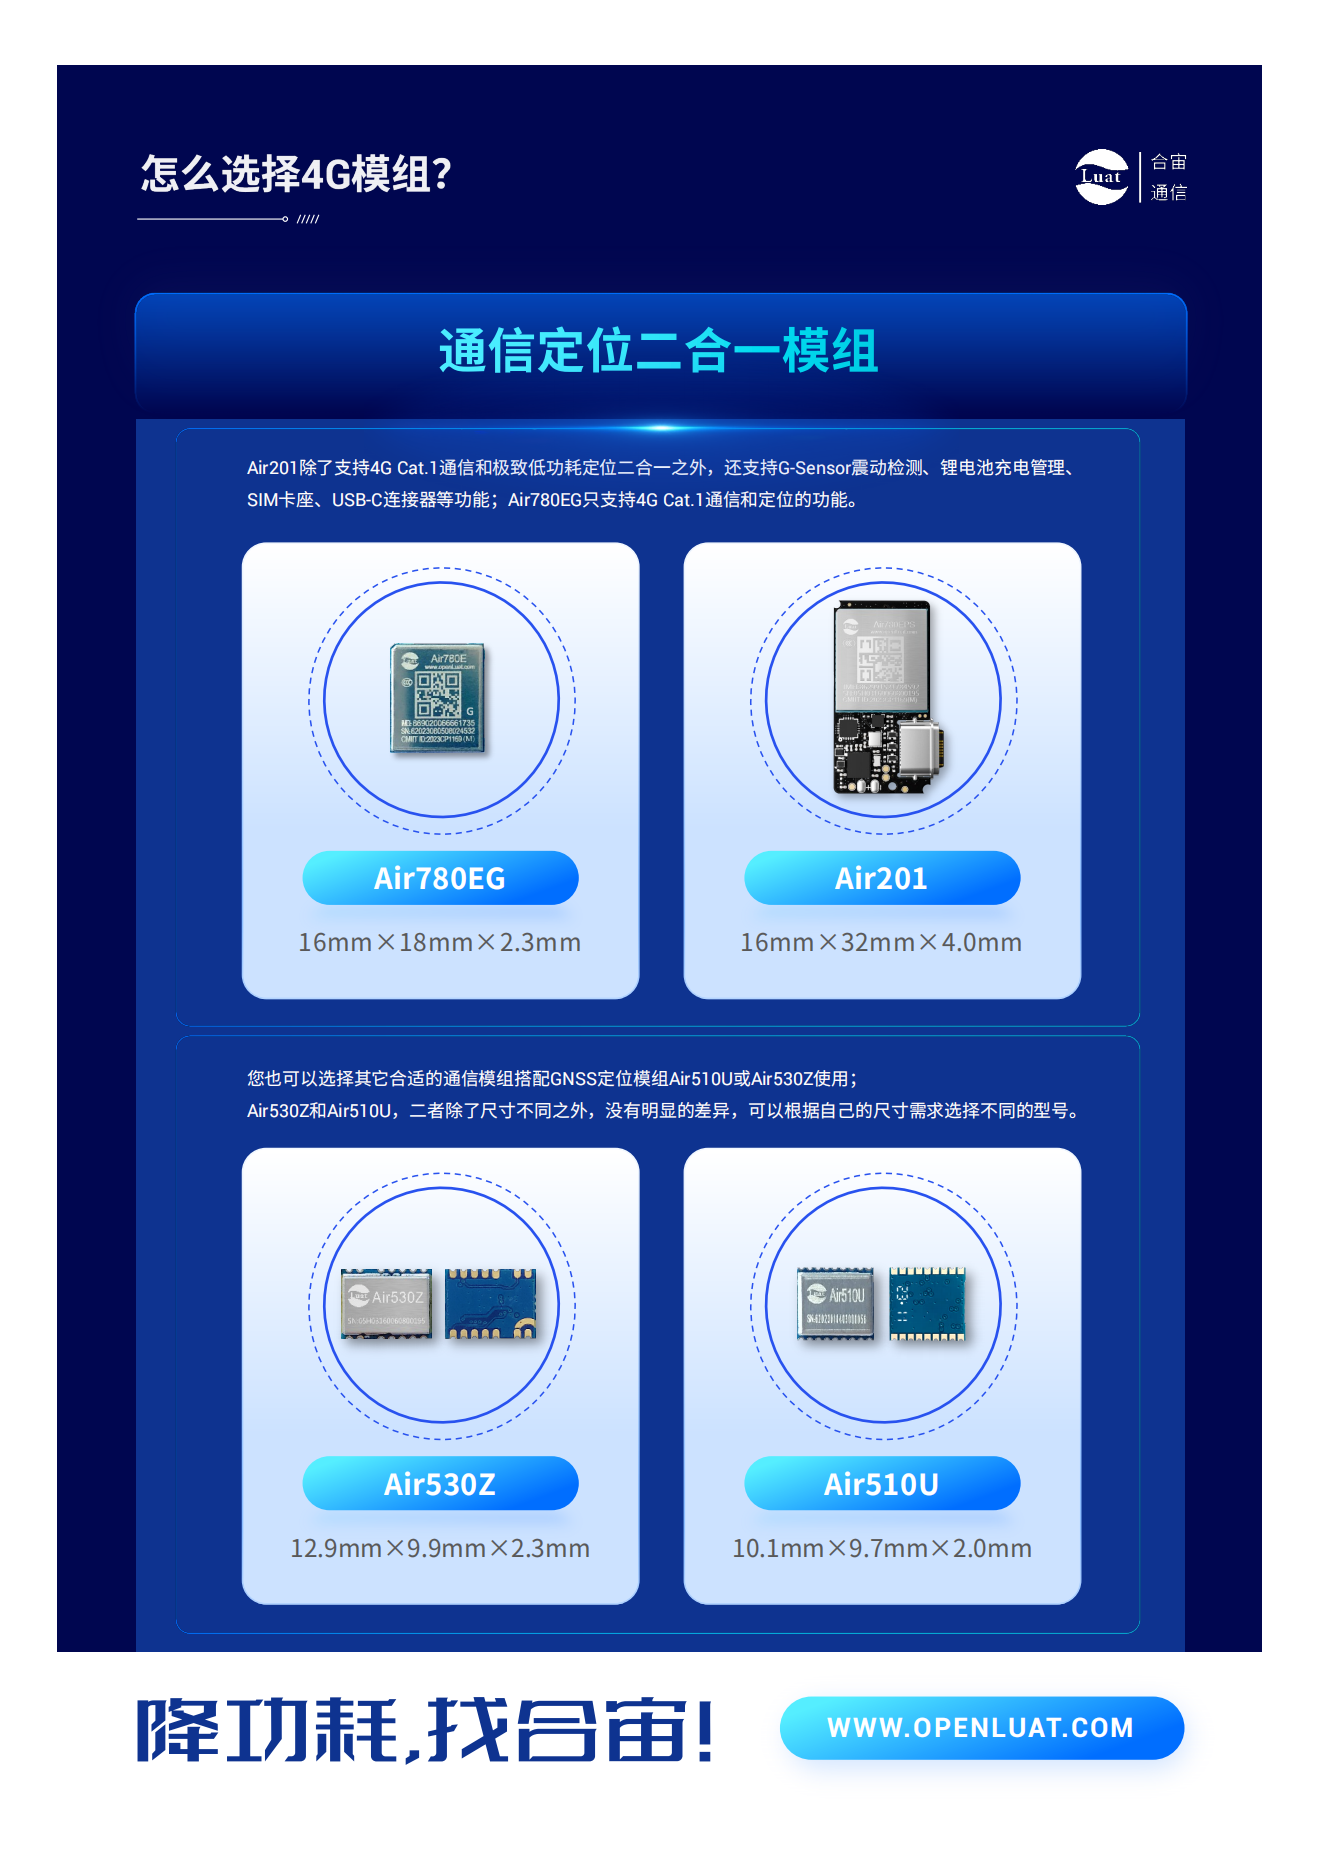 怎么选择4G模组？
Luat
合宙
通信
通信定位二合一模组
Air201除了支持4G Cat.1通信和极致低功耗定位二合一之外，还支持G-Sensor震动检测、锂电池充电管理、
SIM卡座、USB-C连接器等功能；Air780EG只支持4G Cat.1通信和定位的功能。
Luat
Air780E
www.openLuat.com
G
SN:62023080508024532
CMIIT ID:2023CP1169(M)
Air780EG
16mm×18mm×2.3mm
Air201
16mm×32mm×4.0mm
您也可以选择其它合适的通信模组搭配GNSS定位模组Air510U或Air530Z使用；
Air530Z和Air510U，二者除了尺寸不同之外，没有明显的差异，可以根据自己的尺寸需求选择不同的型号。
Luat Air530Z
Luat Air510U
Air530Z
12.9mm×9.9mm×2.3mm
Air510U
10.1mm×9.7mm×2.0mm
降功耗,找合宙!
WWW.OPENLUAT.COM